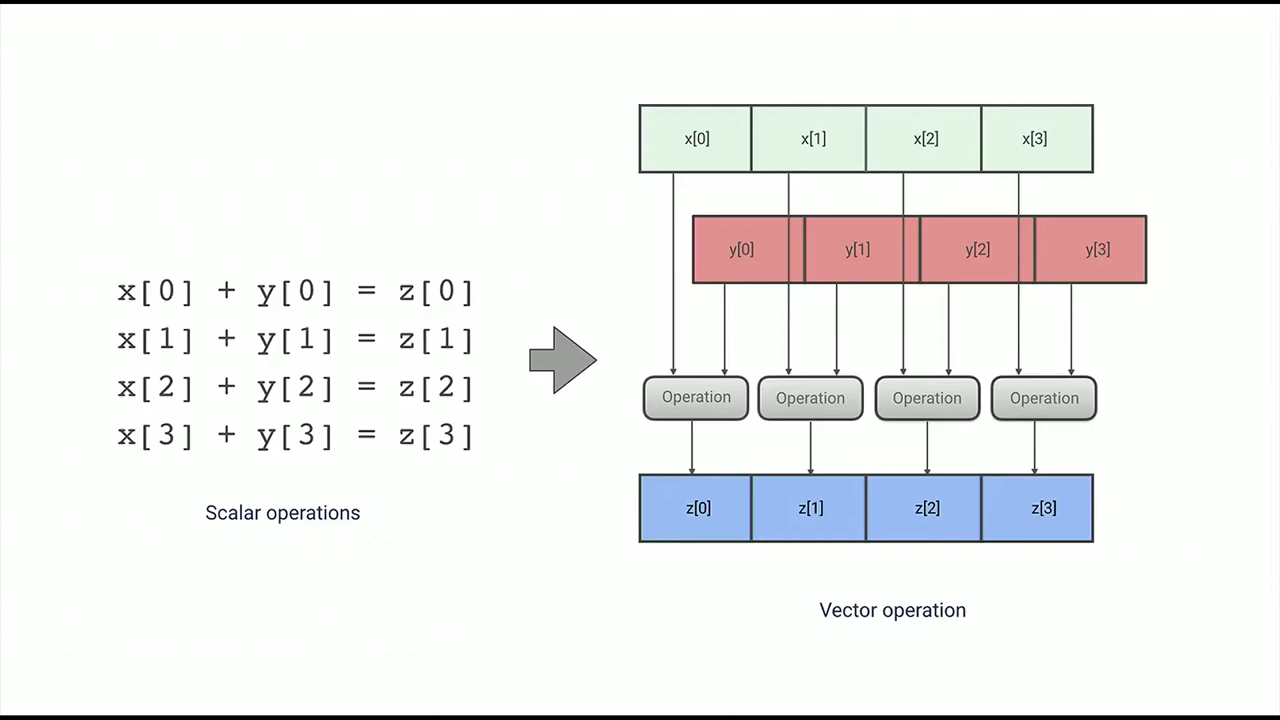 x[0] + y[0] = z[0]
x[1] + y[1] = z[1]
x[2] + y[2] = z[2]
x[3] + y[3] = z[3]
Scalar operations
x[0] x[1] x[2] x[3]
y[0] y[1] y[2] y[3]
Operation Operation Operation Operation
z[0] z[1] z[2] z[3]
Vector operation